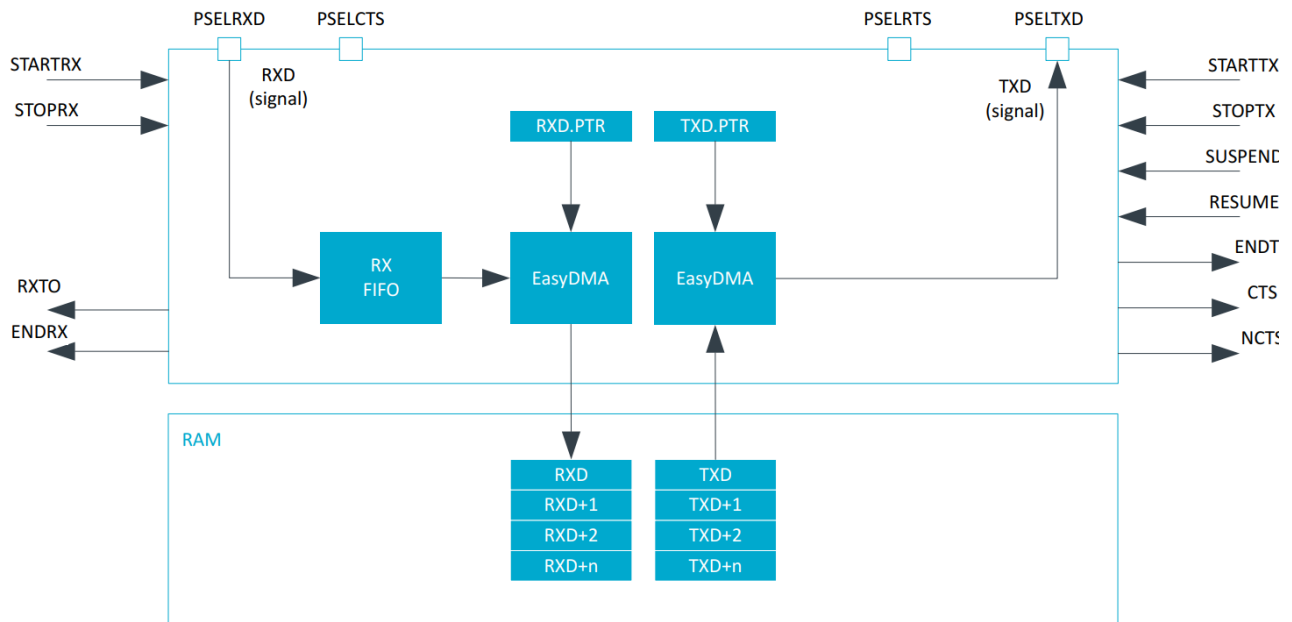 PSELRXD
PSELCTS
PSELRTS
PSELTXD
STARTRX
STOPRX
RXD
(signal)
TXD
(signal)
STARTTX
STOPTX
SUSPEND
RESUME
RXD.PTR
TXD.PTR
RX
FIFO
EasyDMA
EasyDMA
RXTO
ENDRX
ENDT
CTS
NCTS
RAM
RXD
RXD+1
RXD+2
RXD+n
TXD
TXD+1
TXD+2
TXD+n